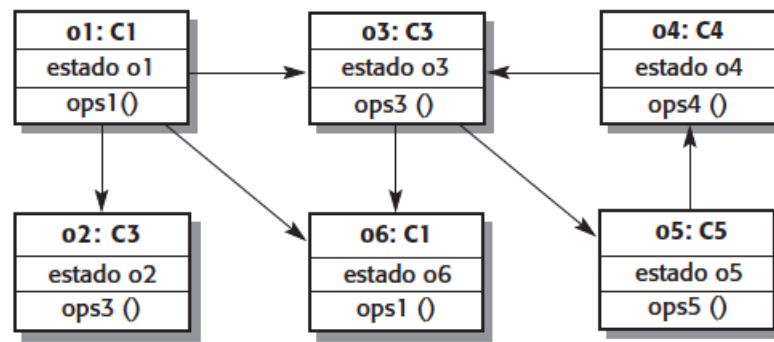 o1: C1
estado o1
ops1()
o3: C3
estado o3
ops3 ()
o4: C4
estado o4
ops4 ()
o2: C3
estado o2
ops3 ()
o6: C1
estado o6
ops1 ()
o5: C5
estado o5
ops5 ()